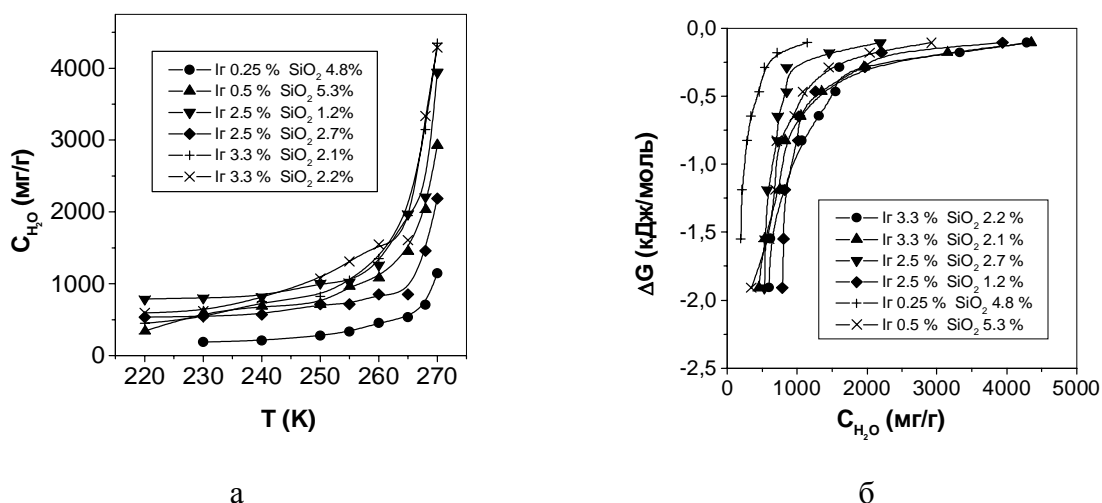 4000
3000
2000
1000
0
C_H₂O (мг/г)
Ir 0.25 % SiO₂ 4.8%
Ir 0.5 % SiO₂ 5.3%
Ir 2.5 % SiO₂ 1.2%
Ir 2.5 % SiO₂ 2.7%
Ir 3.3 % SiO₂ 2.1%
Ir 3.3 % SiO₂ 2.2%
220 230 240 250 260 270
T (K)
а
0,0
-0,5
-1,0
-1,5
-2,0
-2,5
ΔG (кДж/моль)
Ir 3.3 % SiO₂ 2.2 %
Ir 3.3 % SiO₂ 2.1 %
Ir 2.5 % SiO₂ 2.7 %
Ir 2.5 % SiO₂ 1.2 %
Ir 0.25 % SiO₂ 4.8 %
Ir 0.5 % SiO₂ 5.3 %
0 1000 2000 3000 4000 5000
C_H₂O (мг/г)
б